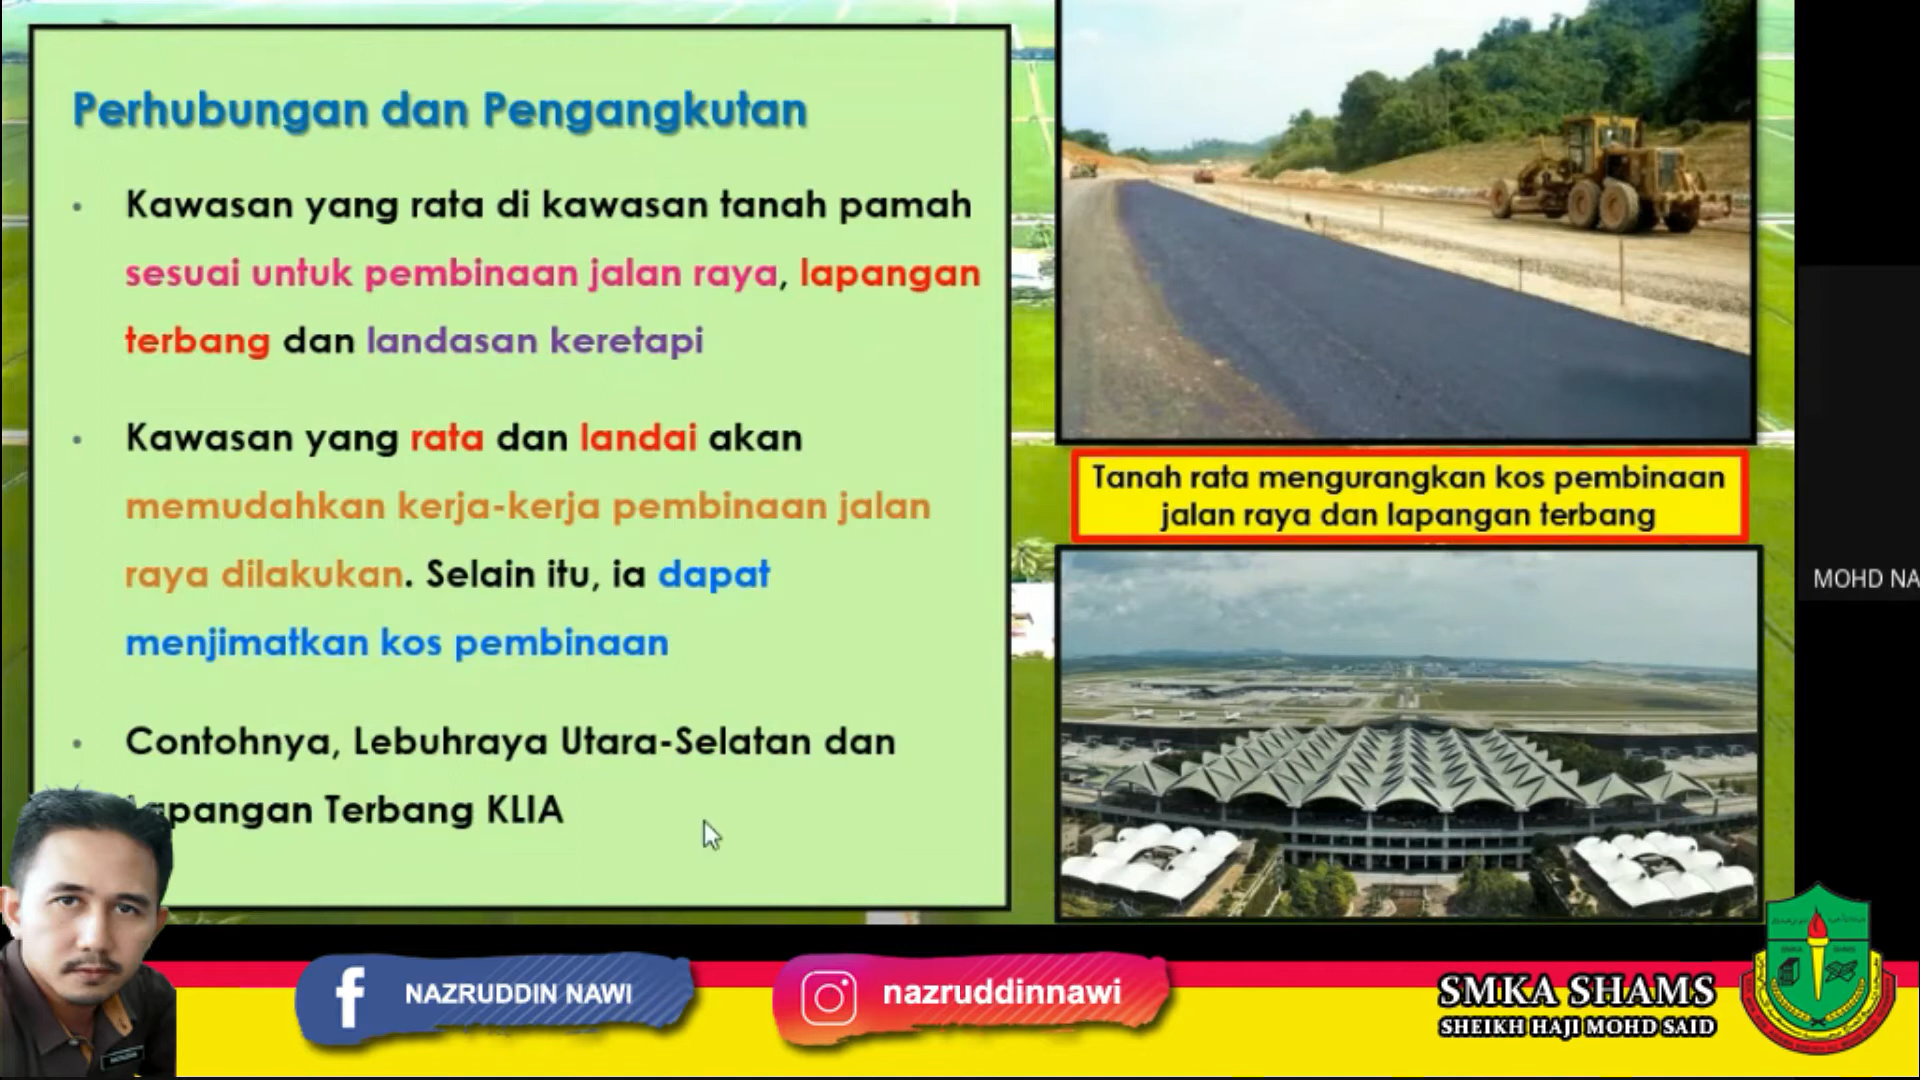 Perhubungan dan Pengangkutan
• Kawasan yang rata di kawasan tanah pamah
sesuai untuk pembinaan jalan raya, lapangan
terbang dan landasan keretapi
• Kawasan yang rata dan landai akan
memudahkan kerja-kerja pembinaan jalan
raya dilakukan. Selain itu, ia dapat
menjimatkan kos pembinaan
• Contohnya, Lebuhraya Utara-Selatan dan
Lapangan Terbang KLIA
Tanah rata mengurangkan kos pembinaan
jalan raya dan lapangan terbang
MOHD NA
NAZRUDDIN NAWI
nazruddinnawi
SMKA SHAMS
SHEIKH HAJI MOHD SAID